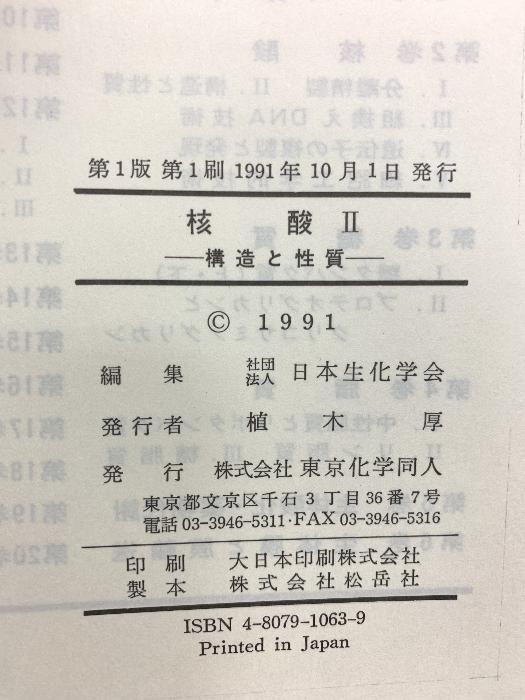 第1版 第1刷 1991年10月1日 発行
核 酸 II
—構造と性質—
© 1991
編 集 社団法人 日本生化学会
発行者 植 木 厚
発 行 株式会社 東京化学同人
東京都文京区千石3丁目36番7号
電話 03-3946-5311・FAX 03-3946-5316
印 刷 大日本印刷株式会社
製 本 株式会社松岳社
ISBN 4-8079-1063-9
Printed in Japan